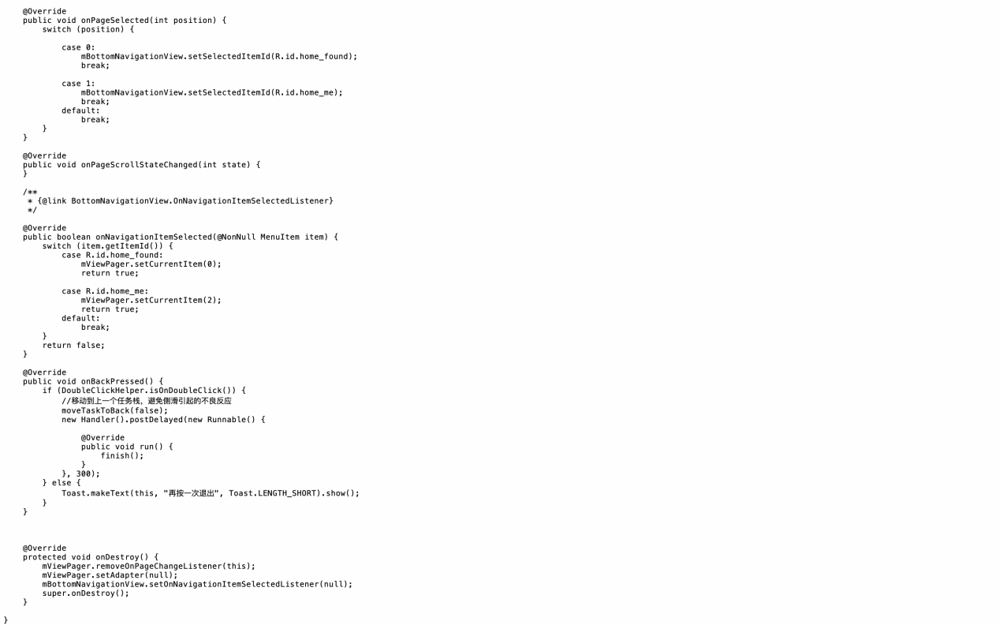 @Override
public void onPageSelected(int position) {
switch (position) {
case 0:
mBottomNavigationView.setSelectedItemId(R.id.home_found);
break;
case 1:
mBottomNavigationView.setSelectedItemId(R.id.home_me);
break;
default:
break;
}
}
@Override
public void onPageScrollStateChanged(int state) {
}
/**
* {@link BottomNavigationView.OnNavigationItemSelectedListener}
*/
@Override
public boolean onNavigationItemSelected(@NonNull MenuItem item) {
switch (item.getItemId()) {
case R.id.home_found:
mViewPager.setCurrentItem(0);
return true;
case R.id.home_me:
mViewPager.setCurrentItem(2);
return true;
default:
break;
}
return false;
}
@Override
public void onBackPressed() {
if (DoubleClickHelper.isOnDoubleClick()) {
//移动到上一个任务栈，避免侧滑引起的不良反应
moveTaskToBack(false);
new Handler().postDelayed(new Runnable() {
@Override
public void run() {
finish();
}
}, 300);
} else {
Toast.makeText(this, "再按一次退出", Toast.LENGTH_SHORT).show();
}
}
@Override
protected void onDestroy() {
mViewPager.removeOnPageChangeListener(this);
mViewPager.setAdapter(null);
mBottomNavigationView.setOnNavigationItemSelectedListener(null);
super.onDestroy();
}
}